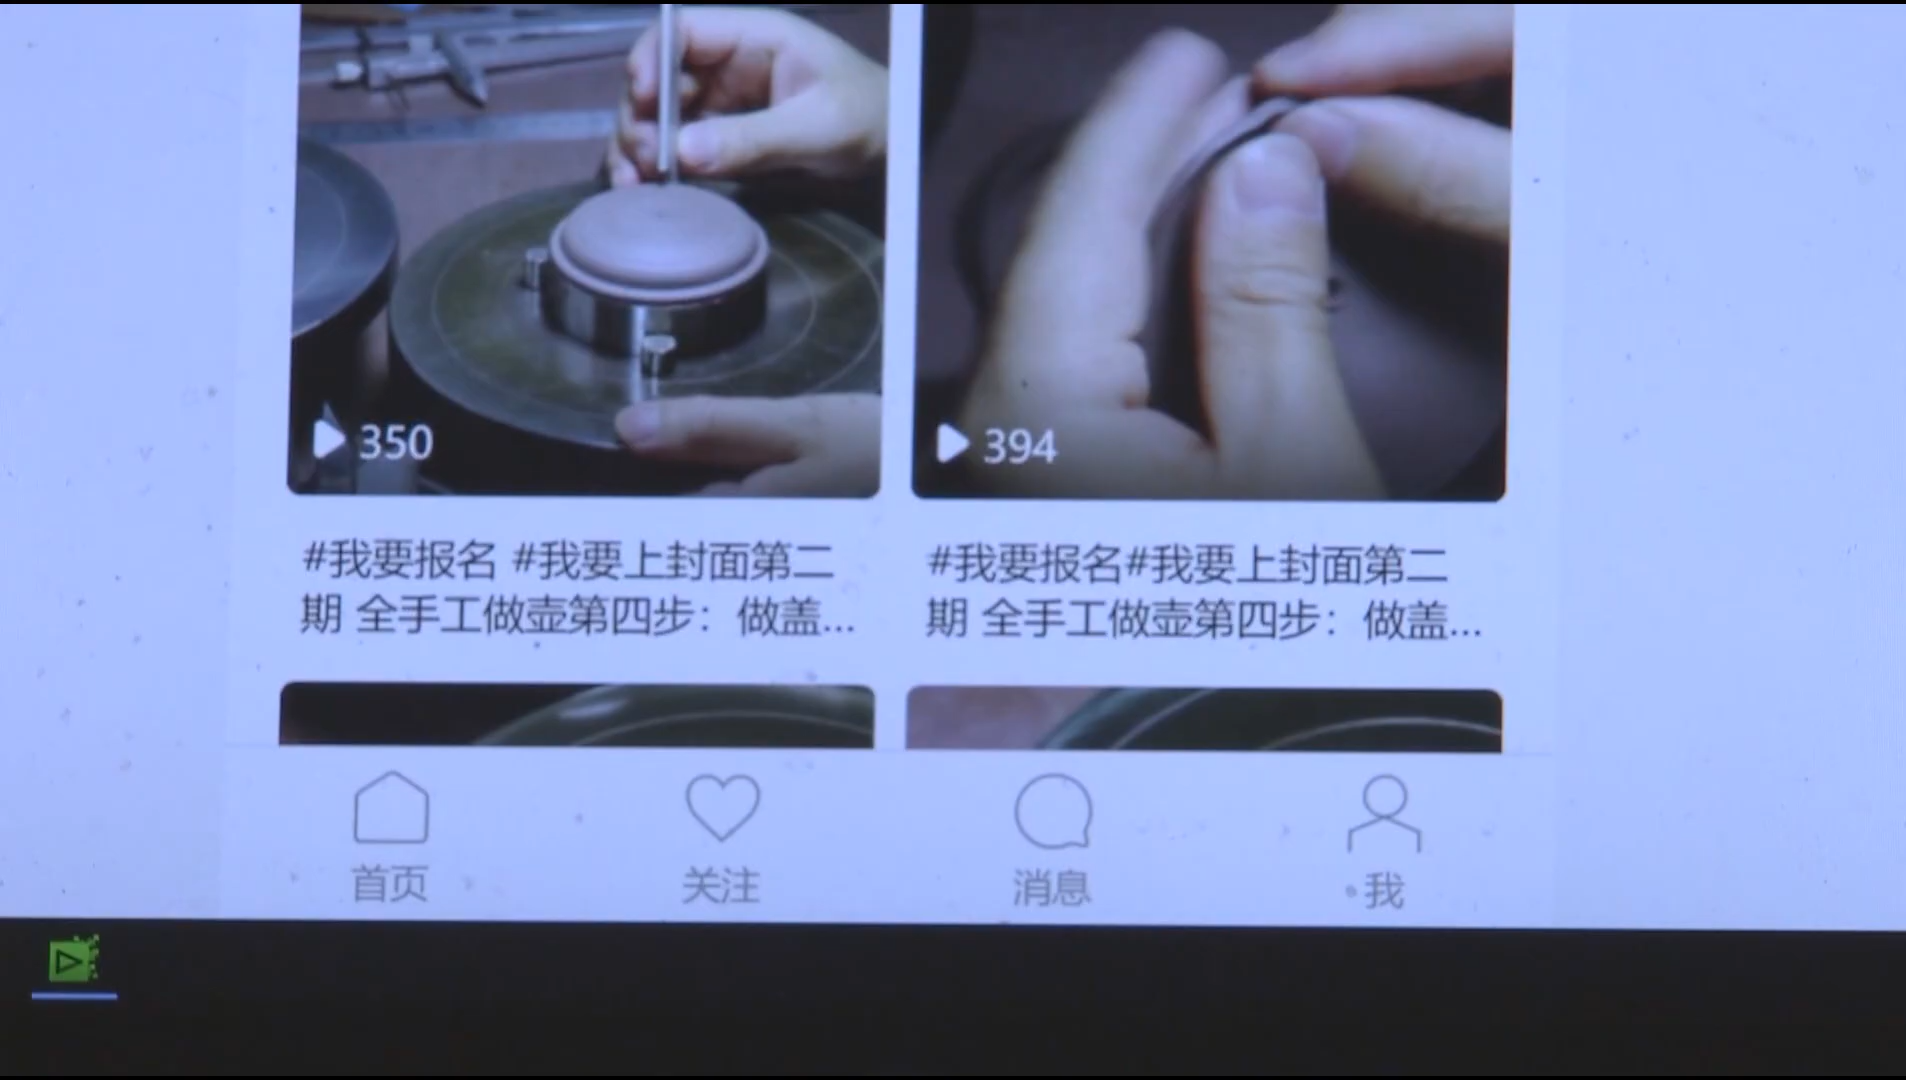 350
394
#我要报名 #我要上封面第二
期 全手工做壶第四步：做盖...
#我要报名#我要上封面第二
期 全手工做壶第四步：做盖...
首页
关注
消息
我